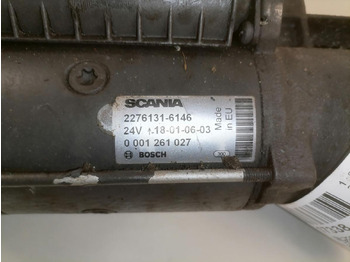 SCANIA
2276131-6146
24V 18-01-06-03
0 001 261 027
BOSCH
Made
in EU